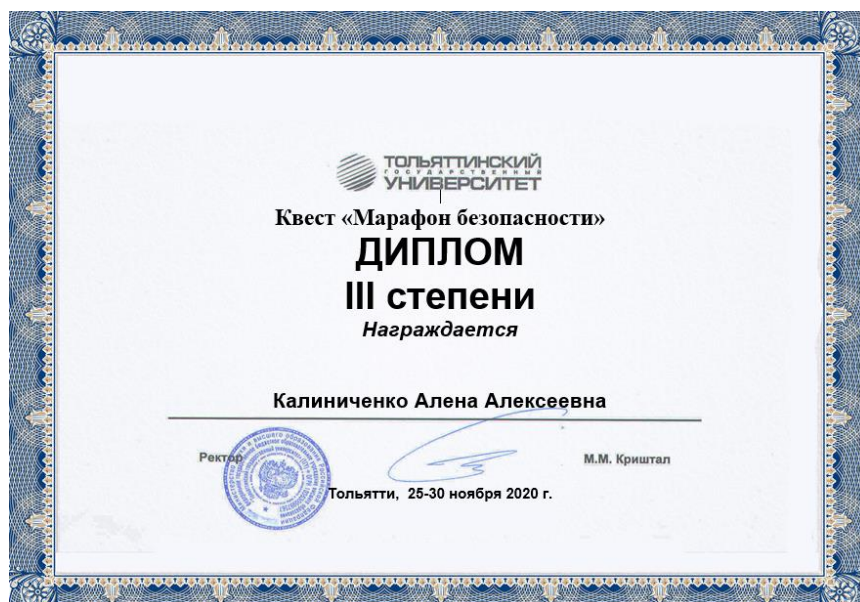 ТОЛЬЯТТИНСКИЙ
ГОСУДАРСТВЕННЫЙ
УНИВЕРСИТЕТ
Квест «Марафон безопасности»
ДИПЛОМ
III степени
Награждается
Калиниченко Алена Алексеевна
Ректор
М.М. Криштал
Тольятти, 25-30 ноября 2020 г.